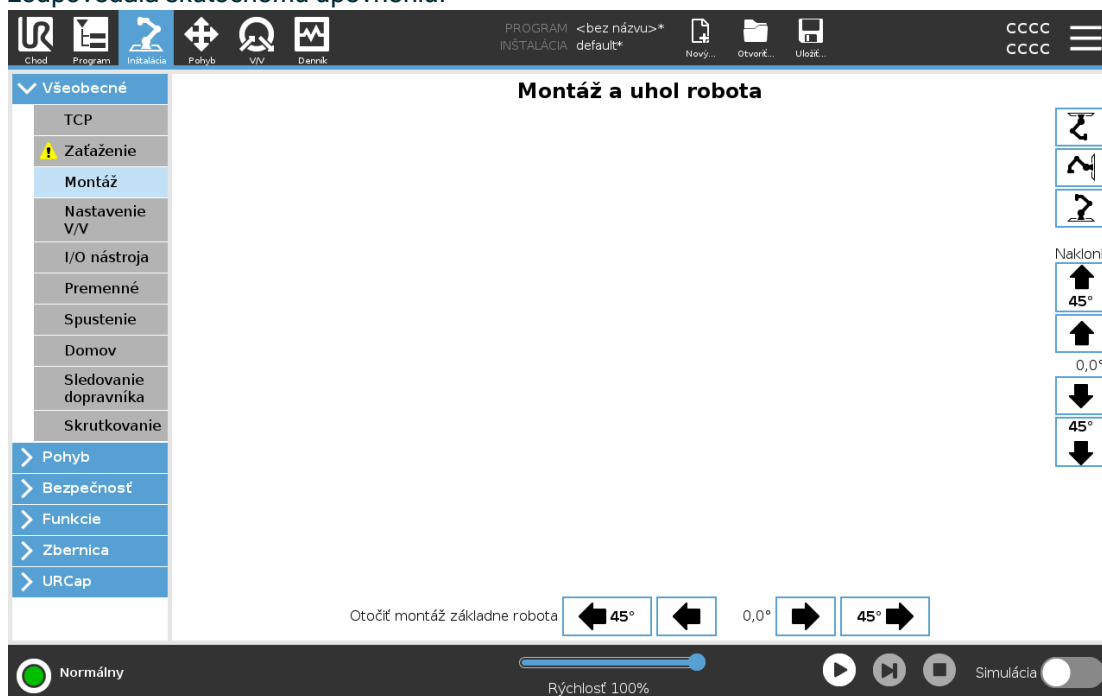 zodpovedala skutočnému upevneniu.
PROGRAM <bez názvu>*
INŠTALÁCIA default*
Chod
Program
Inštalácia
Pohyb
V/V
Denník
Nový...
Otvoriť...
Uložiť...
CCCC
CCCC
Všeobecné
TCP
Zaťaženie
Montáž
Nastavenie
V/V
I/O nástroja
Premenné
Spustenie
Domov
Sledovanie
dopravníka
Skrutkovanie
Pohyb
Bezpečnosť
Funkcie
Zbernica
URCap
Montáž a uhol robota
Nakloni
45°
0,0°
45°
Otočiť montáž základne robota 45° 0,0° 45°
Normálny
Rýchlosť 100%
Simulácia